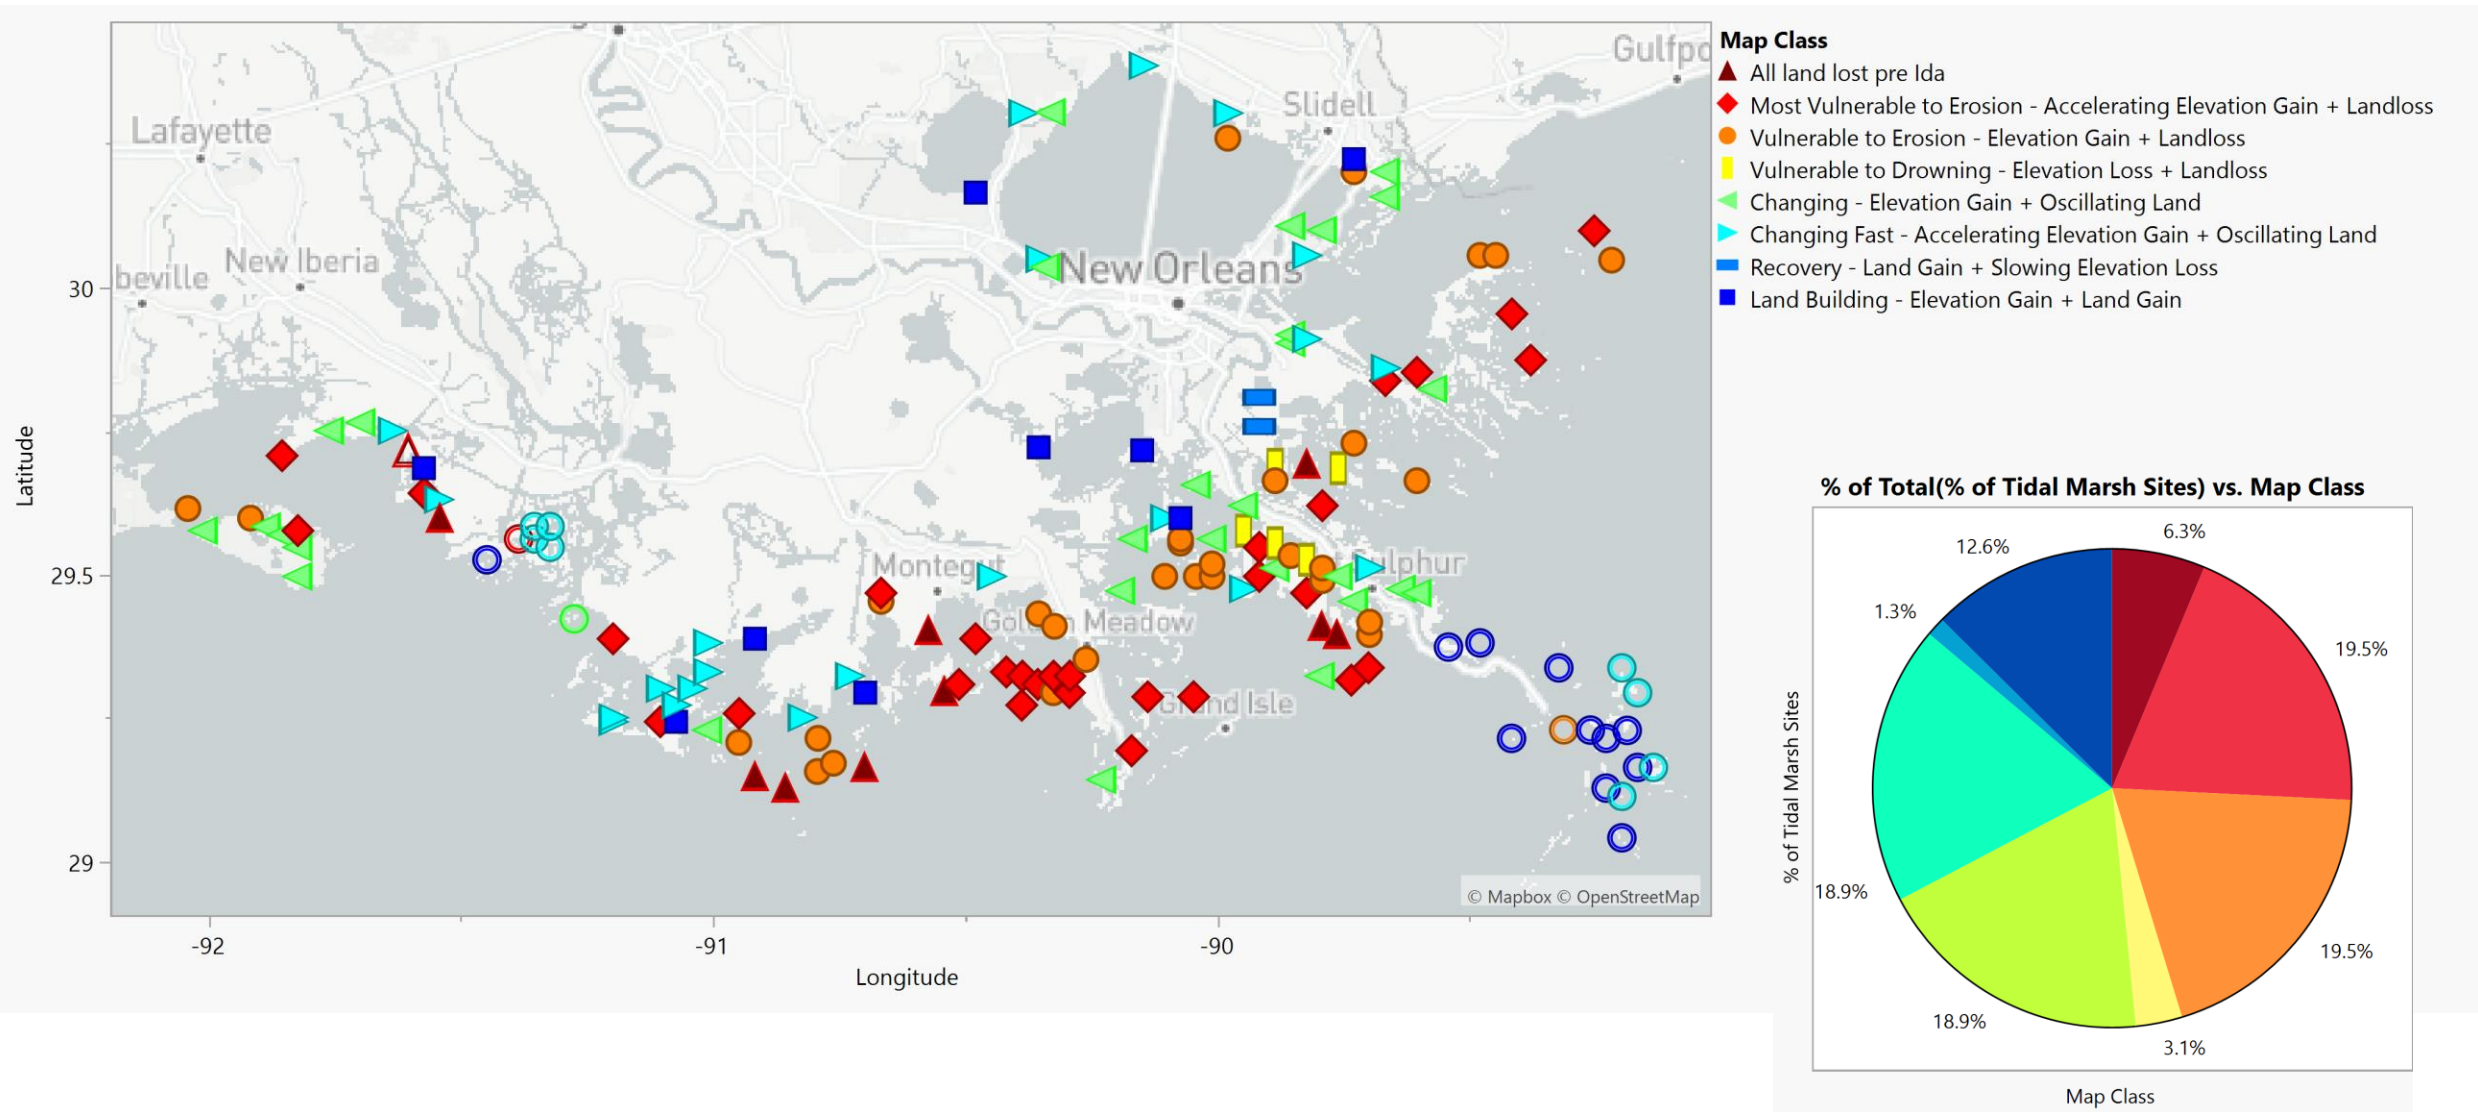 Gulfpo
Slidell
Lafayette
New Iberia
beville
New Orleans
Montegut
Sulphur
Golden Meadow
Grand Isle
© Mapbox © OpenStreetMap
30
29.5
29
Latitude
-92
-91
-90
Longitude
Map Class
All land lost pre Ida
Most Vulnerable to Erosion - Accelerating Elevation Gain + Landloss
Vulnerable to Erosion - Elevation Gain + Landloss
Vulnerable to Drowning - Elevation Loss + Landloss
Changing - Elevation Gain + Oscillating Land
Changing Fast - Accelerating Elevation Gain + Oscillating Land
Recovery - Land Gain + Slowing Elevation Loss
Land Building - Elevation Gain + Land Gain
% of Total(% of Tidal Marsh Sites) vs. Map Class
6.3%
12.6%
1.3%
19.5%
18.9%
19.5%
18.9%
3.1%
% of Tidal Marsh Sites
Map Class